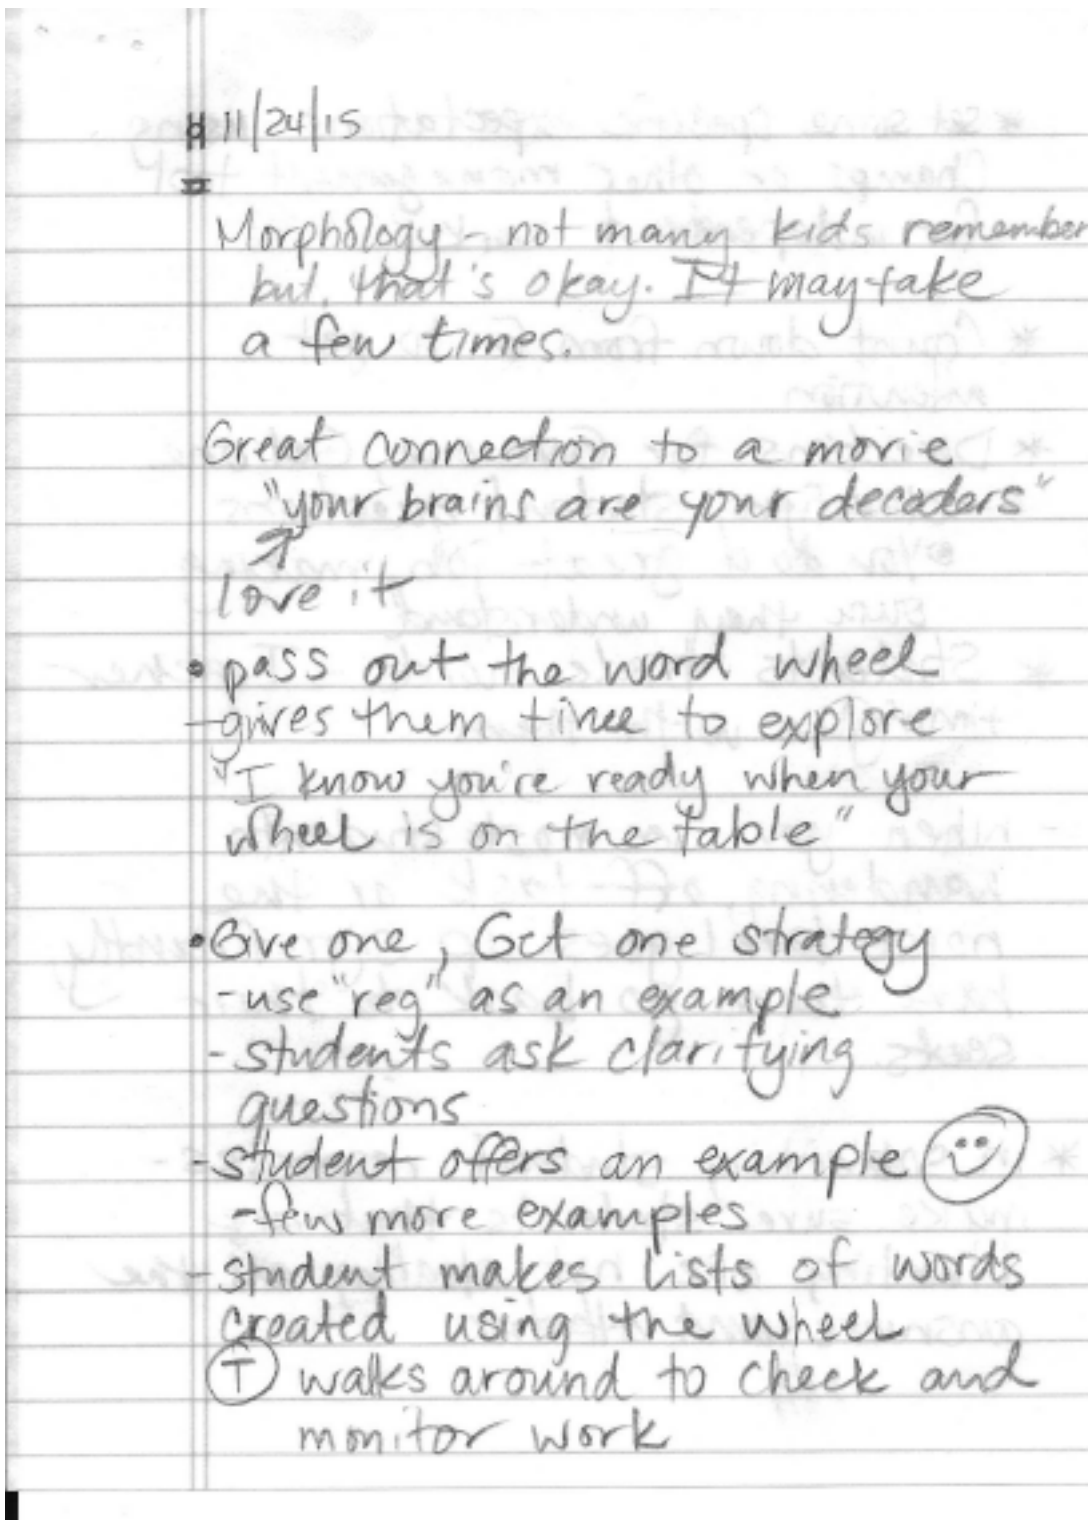 11/24/15
Morphology - not many kids remember
but that's okay. It may take
a few times.
Great connection to a movie
"your brains are your decoders"
love it
• pass out the word wheel
- gives them time to explore
"I know you're ready when your
wheel is on the table"
• Give one, Get one strategy
- use "reg" as an example
- students ask clarifying
questions
- student offers an example
- few more examples
- student makes lists of words
created using the wheel
T walks around to check and
monitor work